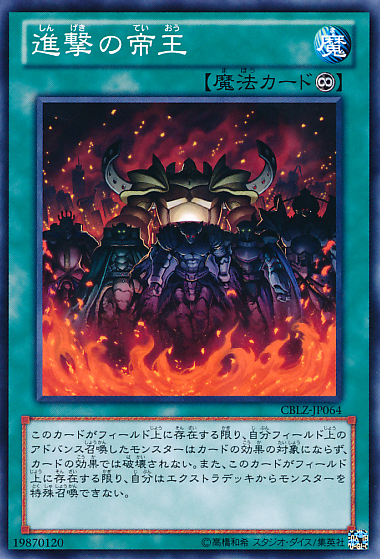 進撃の帝王
魔
【魔法カード】
CBLZ-JP064
このカードがフィールド上に存在する限り、自分フィールド上の
アドバンス召喚したモンスターはカードの効果の対象にならず、
カードの効果では破壊されない。また、このカードがフィールド
上に存在する限り、自分はエクストラデッキからモンスターを
特殊召喚できない。
19870120
©高橋和希 スタジオ・ダイス/集英社